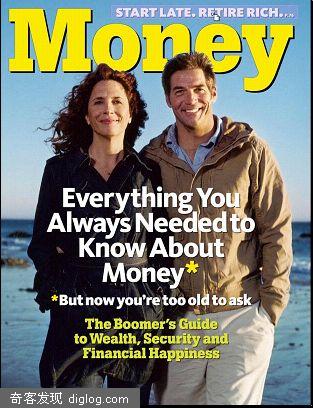 START LATE. RETIRE RICH. P.75
Money
Everything You
Always Needed to
Know About
Money*
*But now you're too old to ask
The Boomer's Guide
to Wealth, Security and
Financial Happiness
奇客发现 diglog.com